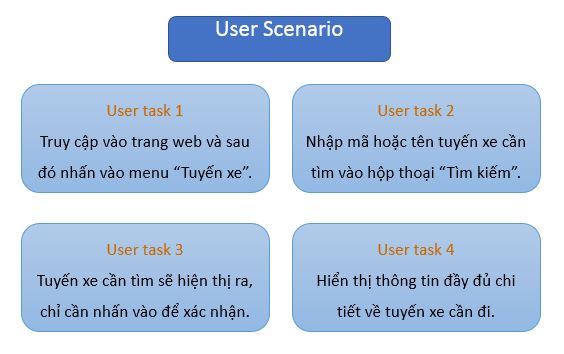 User Scenario
User task 1
Truy cập vào trang web và sau
đó nhấn vào menu “Tuyến xe”.
User task 2
Nhập mã hoặc tên tuyến xe cần
tìm vào hộp thoại “Tìm kiếm”.
User task 3
Tuyến xe cần tìm sẽ hiện thị ra,
chỉ cần nhấn vào để xác nhận.
User task 4
Hiển thị thông tin đầy đủ chi
tiết về tuyến xe cần đi.